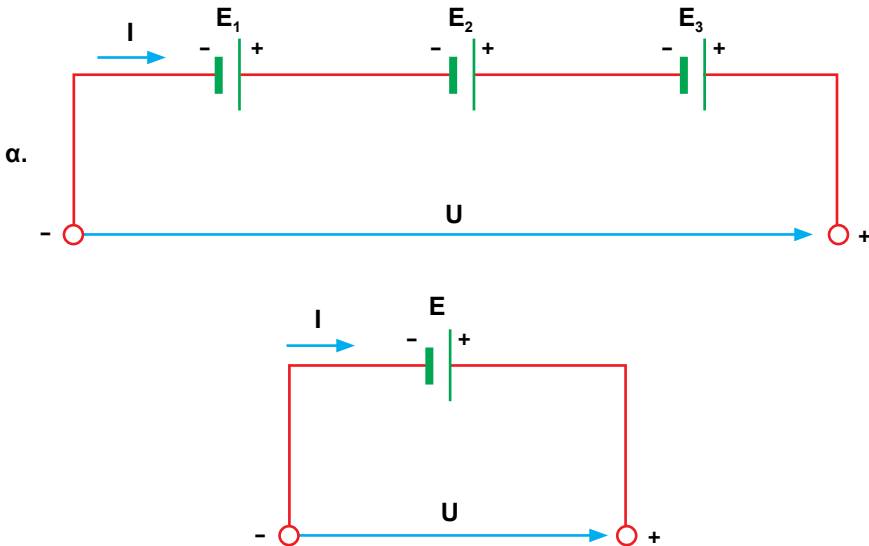 E₁ E₂ E₃
I
- + - + - +
α.
U
- +
E
I
- +
U
- +